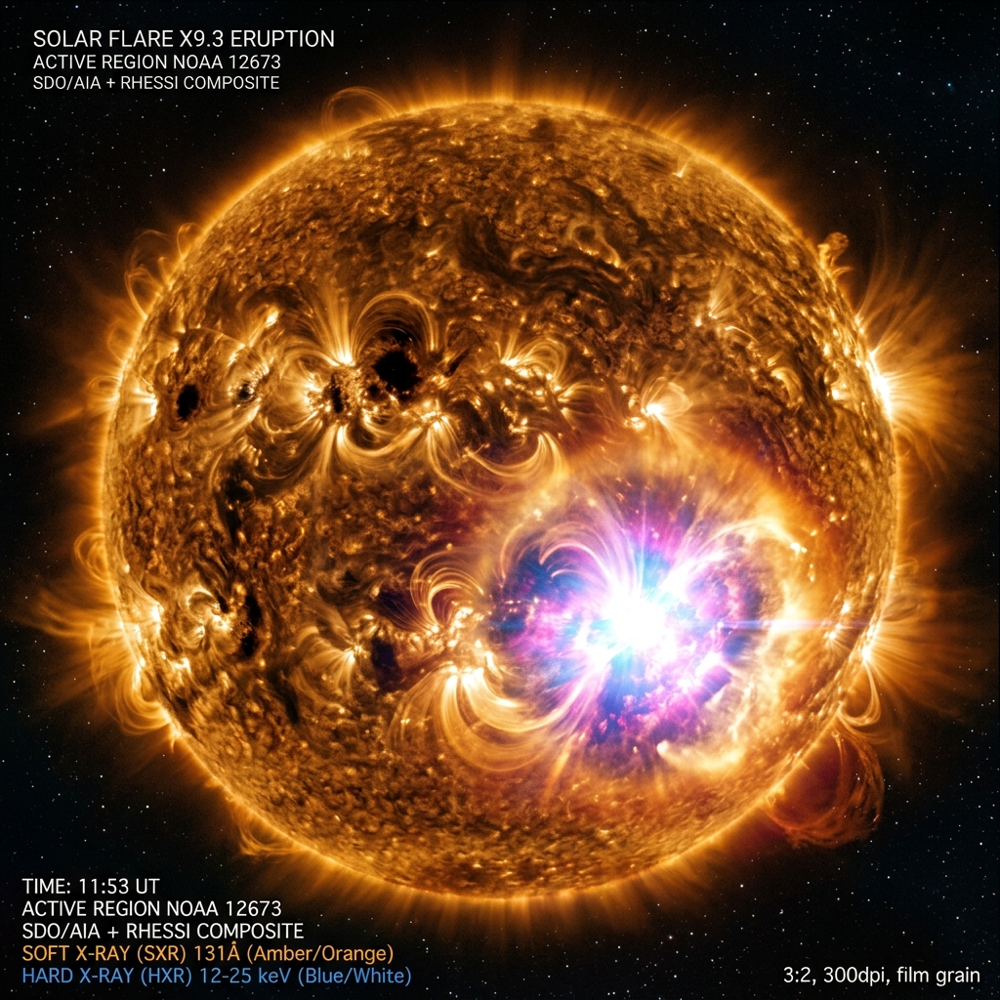 SOLAR FLARE X9.3 ERUPTION
ACTIVE REGION NOAA 12673
SDO/AIA + RHESSI COMPOSITE
TIME: 11:53 UT
ACTIVE REGION NOAA 12673
SDO/AIA + RHESSI COMPOSITE
SOFT X-RAY (SXR) 131Å (Amber/Orange)
HARD X-RAY (HXR) 12-25 keV (Blue/White)
3:2, 300dpi, film grain